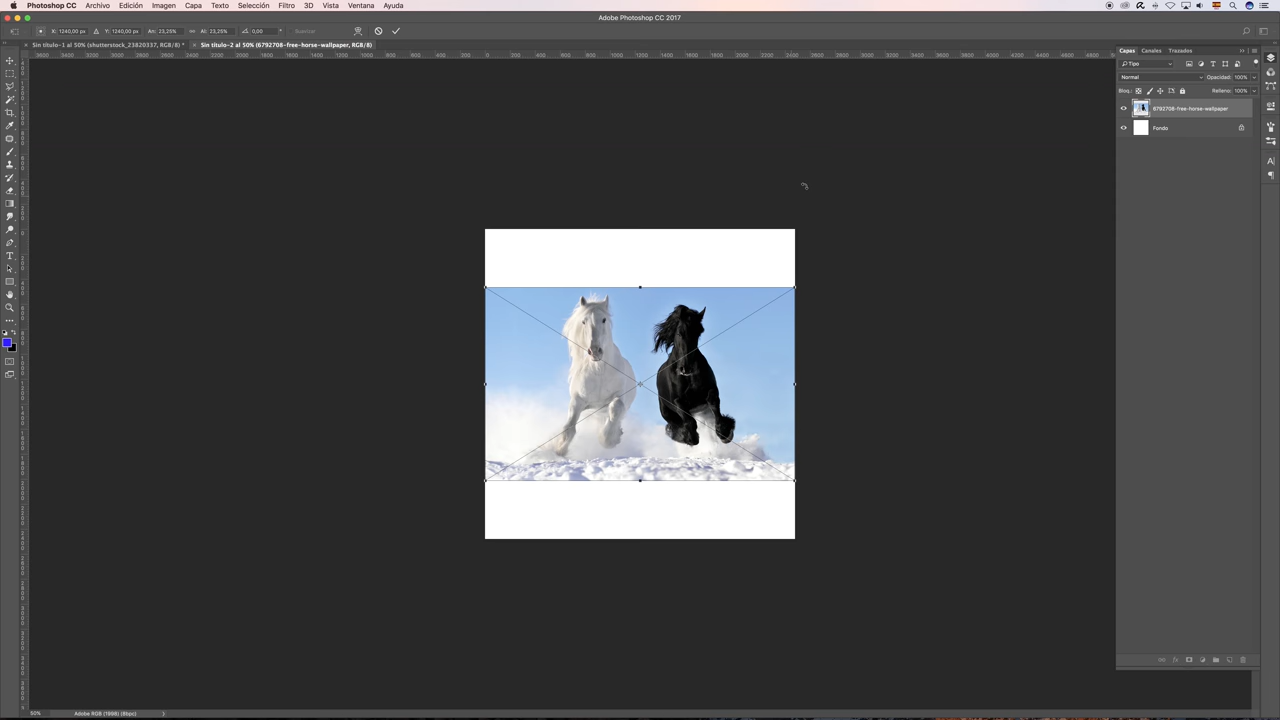 Photoshop CC Archivo Edición Imagen Capa Texto Selección Filtro 3D Vista Ventana Ayuda
Adobe Photoshop CC 2017
X: 1240,00 px Y: 1240,00 px An: 23,25% Al: 23,25% 0,00 ° Suavizar
× Sin título-1 al 50% (shutterstock_23820337, RGB/8) * × Sin título-2 al 50% (6792708-free-horse-wallpaper, RGB/8)
Capas Canales Trazados
Tipo
Normal Opacidad: 100%
Bloq.: Relleno: 100%
6792708-free-horse-wallpaper
Fondo
50% Adobe RGB (1998) (8bpc)